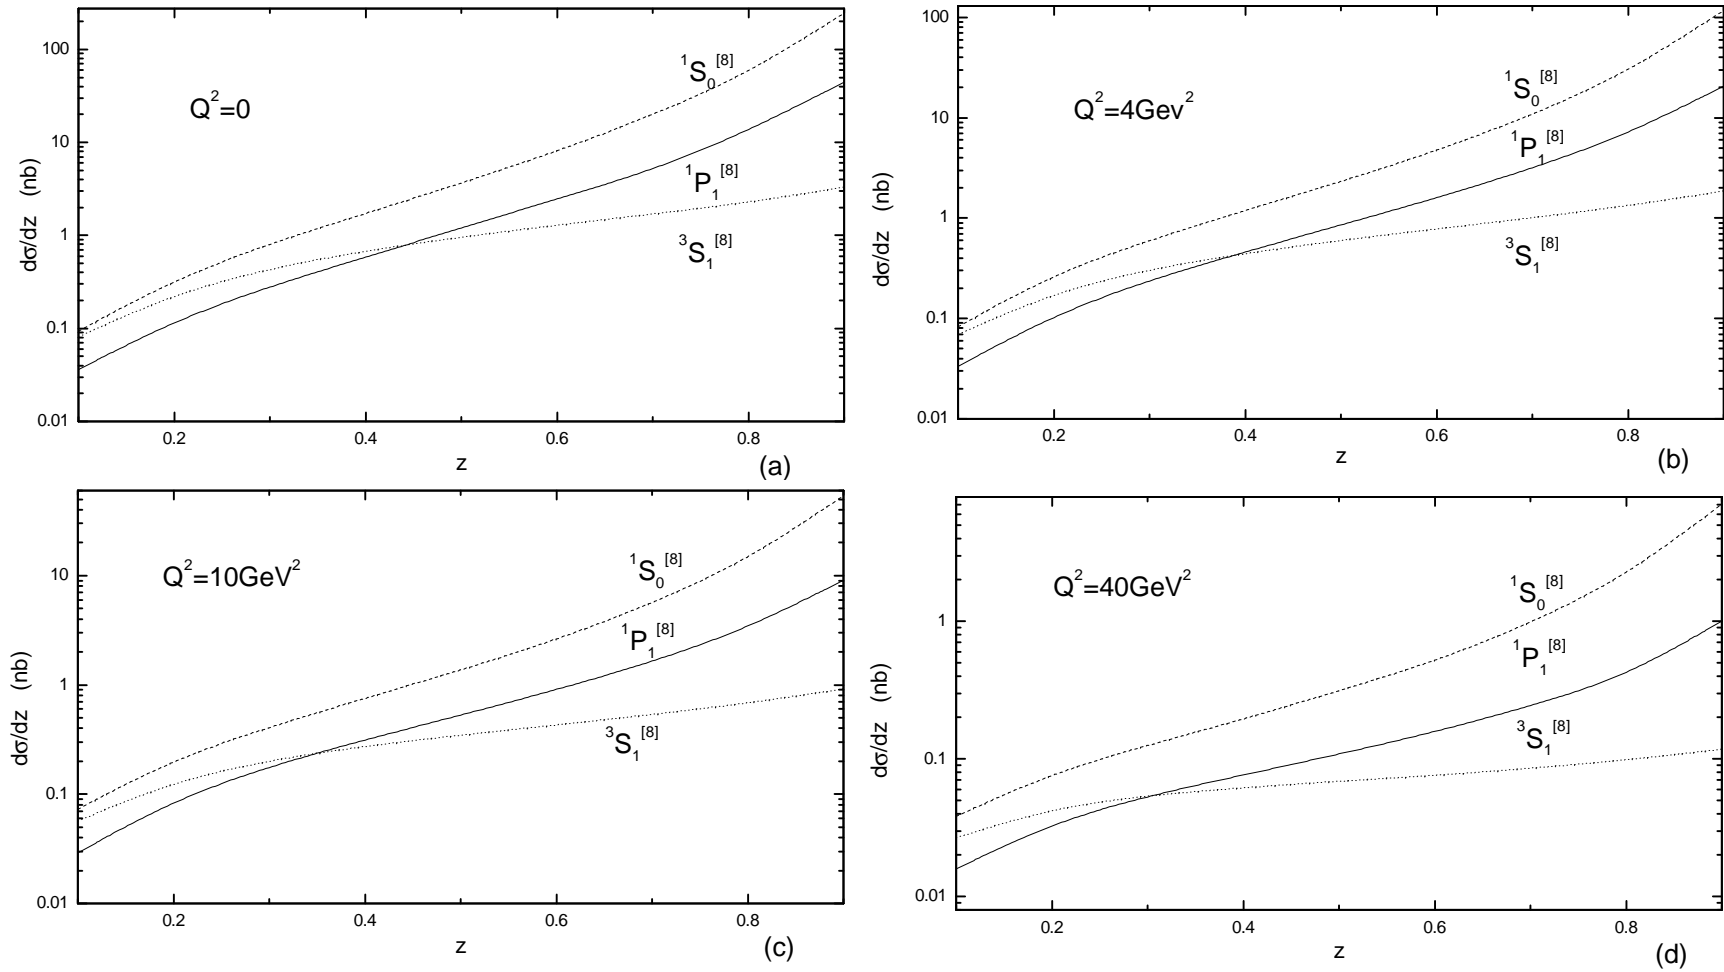 100
10
1
0.1
0.01
dσ/dz (nb)
Q²=0
¹S₀[8]
¹P₁[8]
³S₁[8]
0.2 0.4 0.6 0.8
z
(a)
100
10
1
0.1
0.01
dσ/dz (nb)
Q²=4Gev²
¹S₀[8]
¹P₁[8]
³S₁[8]
0.2 0.4 0.6 0.8
z
(b)
10
1
0.1
0.01
dσ/dz (nb)
Q²=10GeV²
¹S₀[8]
¹P₁[8]
³S₁[8]
0.2 0.4 0.6 0.8
z
(c)
1
0.1
0.01
dσ/dz (nb)
Q²=40GeV²
¹S₀[8]
¹P₁[8]
³S₁[8]
0.2 0.4 0.6 0.8
z
(d)